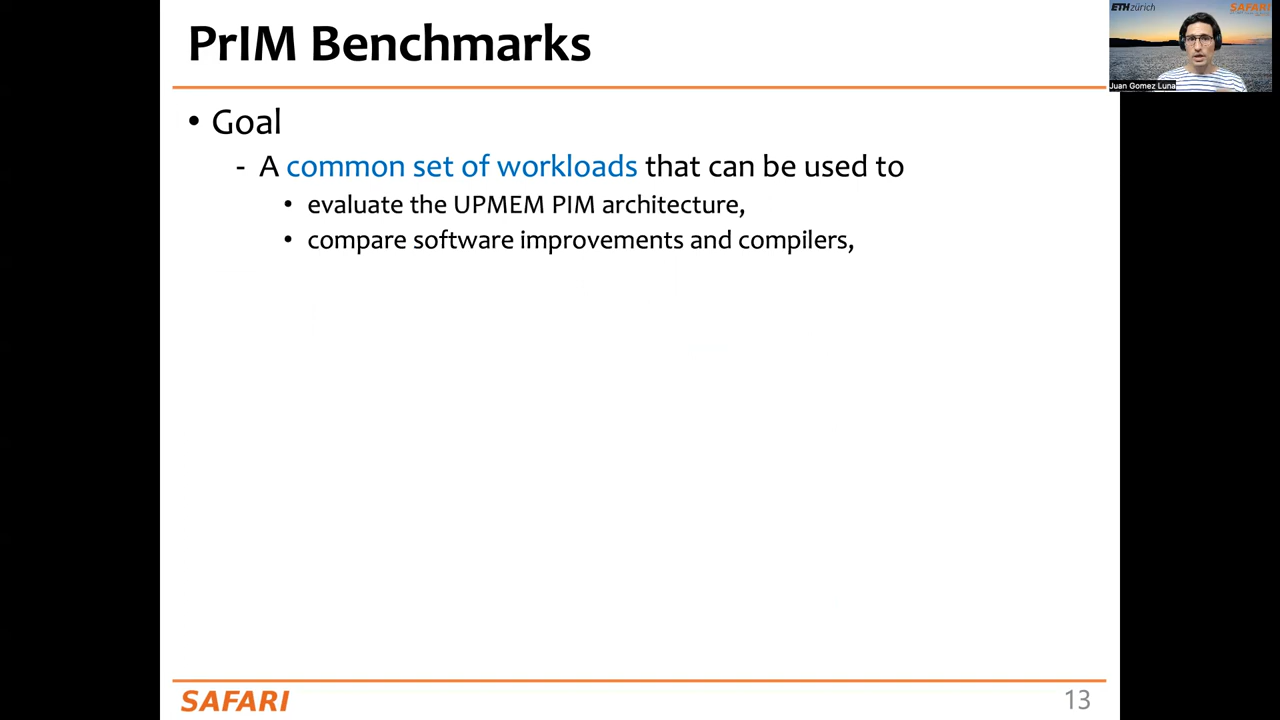 PrIM Benchmarks
• Goal
- A common set of workloads that can be used to
• evaluate the UPMEM PIM architecture,
• compare software improvements and compilers,
SAFARI
13
ETH zürich
SAFARI
Juan Gomez Luna